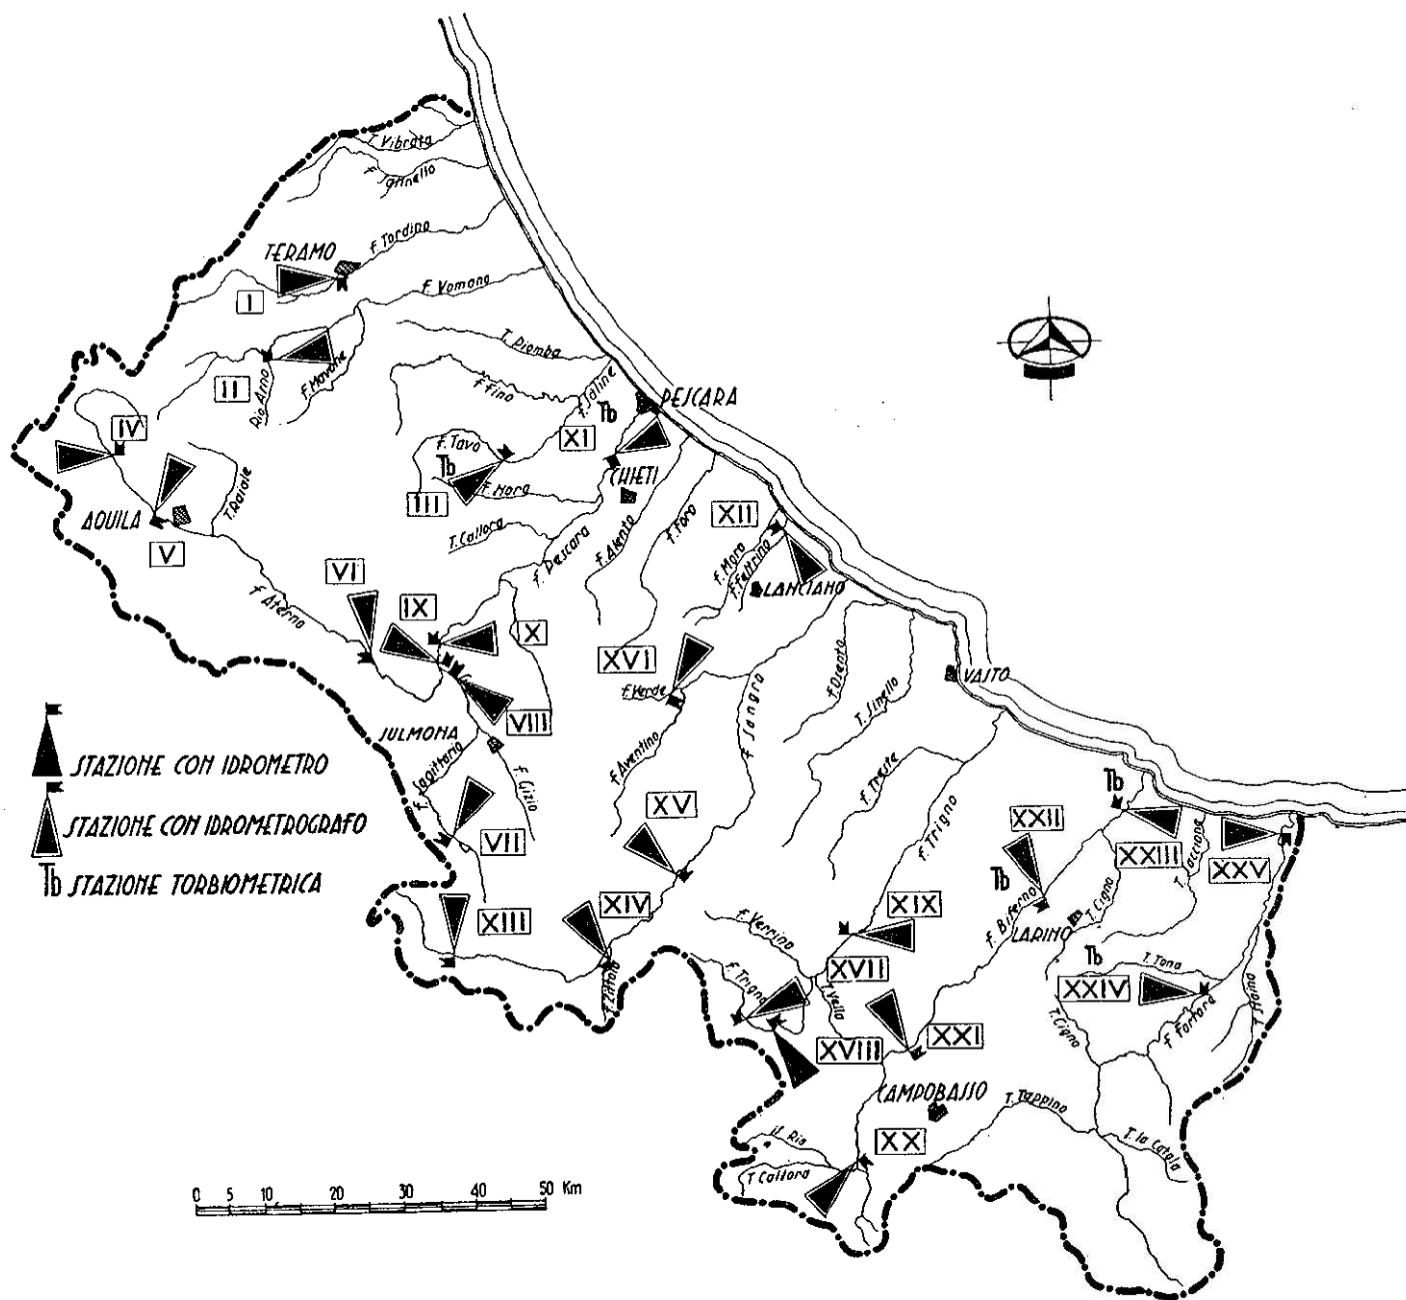 T. Vibrata
f. Tordino
TERAMO
I
f. Vomano
T. Piomba
II
Rio Arno
f. Mavone
f. Fino
f. Saline
PESCARA
Tb
XI
IV
f. Tavo
Tb
CHIETI
III
f. Nora
T. Raiale
AQUILA
V
XII
f. Foro
f. Alento
f. Moro
f. Feltrino
LANCIANO
f. Pescara
VI
f. Aterno
IX
X
XVI
f. Verde
f. Osento
VASTO
T. Sinello
VIII
SULMONA
f. Sangro
f. Sagittario
f. Gizio
f. Aventino
f. Treste
STAZIONE CON IDROMETRO
STAZIONE CON IDROMETROGRAFO
Tb STAZIONE TORBIOMETRICA
XV
VII
f. Trigno
Tb
XXII
XXIII
XXV
Tb
f. Biferno
T. Cigno
LARINO
XIII
XIV
XIX
f. Verrino
XVII
f. Trigno
Tb
T. Tona
XXIV
f. Fortore
T. Cigno
XVIII
XXI
CAMPOBASSO
T. Tappino
T. la Catola
XX
il Rio
0 5 10 20 30 40 50 Km